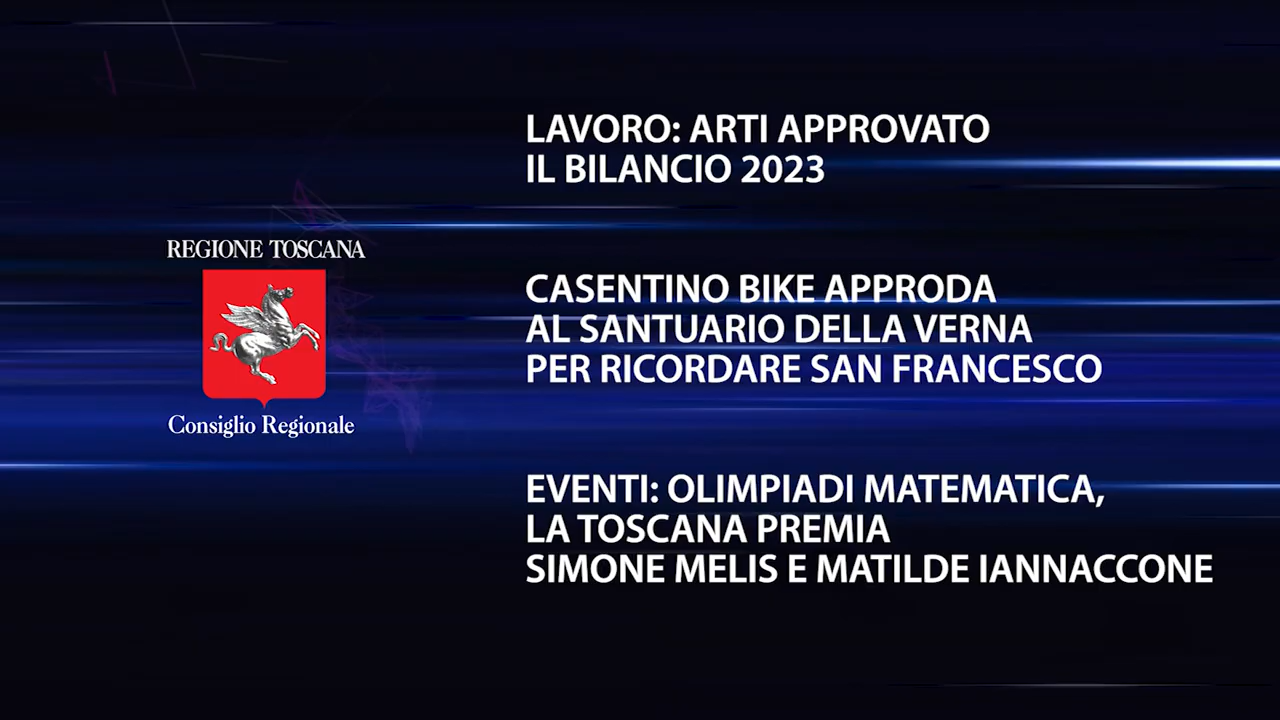 REGIONE TOSCANA
Consiglio Regionale
LAVORO: ARTI APPROVATO
IL BILANCIO 2023
CASENTINO BIKE APPRODA
AL SANTUARIO DELLA VERNA
PER RICORDARE SAN FRANCESCO
EVENTI: OLIMPIADI MATEMATICA,
LA TOSCANA PREMIA
SIMONE MELIS E MATILDE IANNACCONE